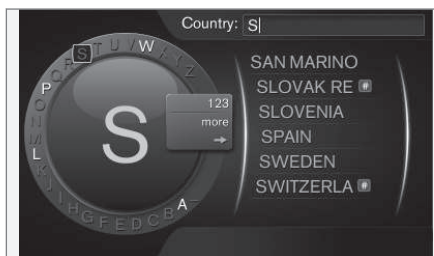 Country: S
S
123
more
SAN MARINO
SLOVAK RE #
SLOVENIA
SPAIN
SWEDEN
SWITZERLA #
A B C D E F G H I J K L M N O P Q R S T U V W X Y Z